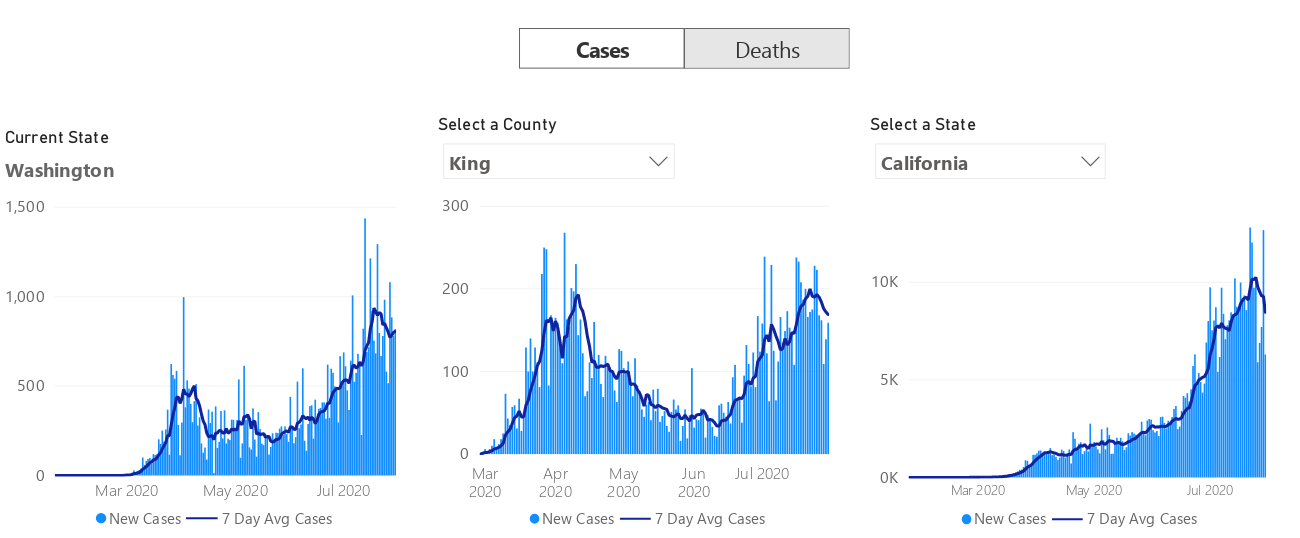 Cases Deaths
Current State
Washington
1,500
1,000
500
0
Mar 2020 May 2020 Jul 2020
New Cases 7 Day Avg Cases
Select a County
King
300
200
100
0
Mar 2020 Apr 2020 May 2020 Jun 2020 Jul 2020
New Cases 7 Day Avg Cases
Select a State
California
10K
5K
0K
Mar 2020 May 2020 Jul 2020
New Cases 7 Day Avg Cases